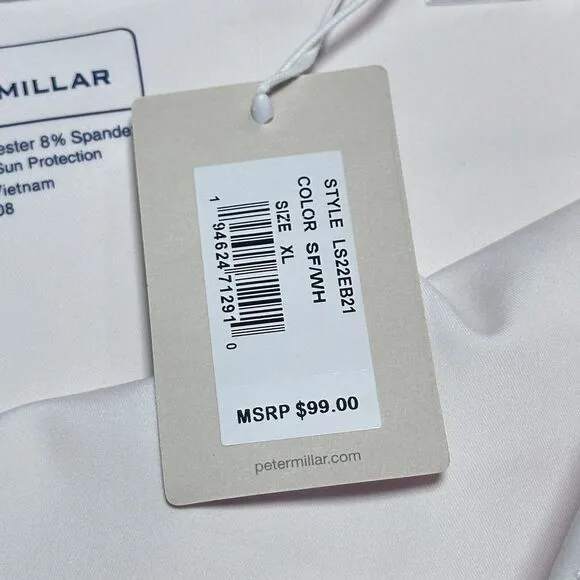 MILLAR
ester 8% Spande
Sun Protection
Vietnam
08
STYLE LS22EB21
COLOR SF/WH
SIZE XL
1 94624 71291 0
MSRP $99.00
petermillar.com